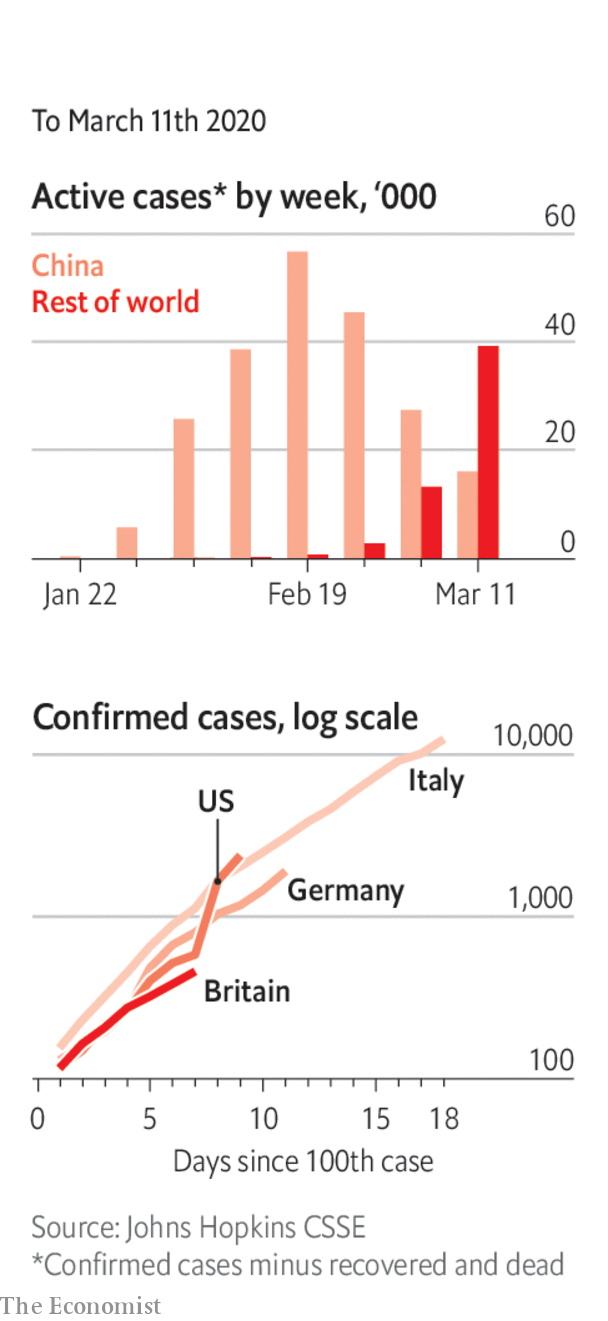 To March 11th 2020
Active cases* by week, ‘000
60
China
Rest of world
40
20
0
Jan 22
Feb 19
Mar 11
Confirmed cases, log scale
10,000
Italy
US
Germany
1,000
Britain
100
0
5
10
15
18
Days since 100th case
Source: Johns Hopkins CSSE
*Confirmed cases minus recovered and dead
The Economist